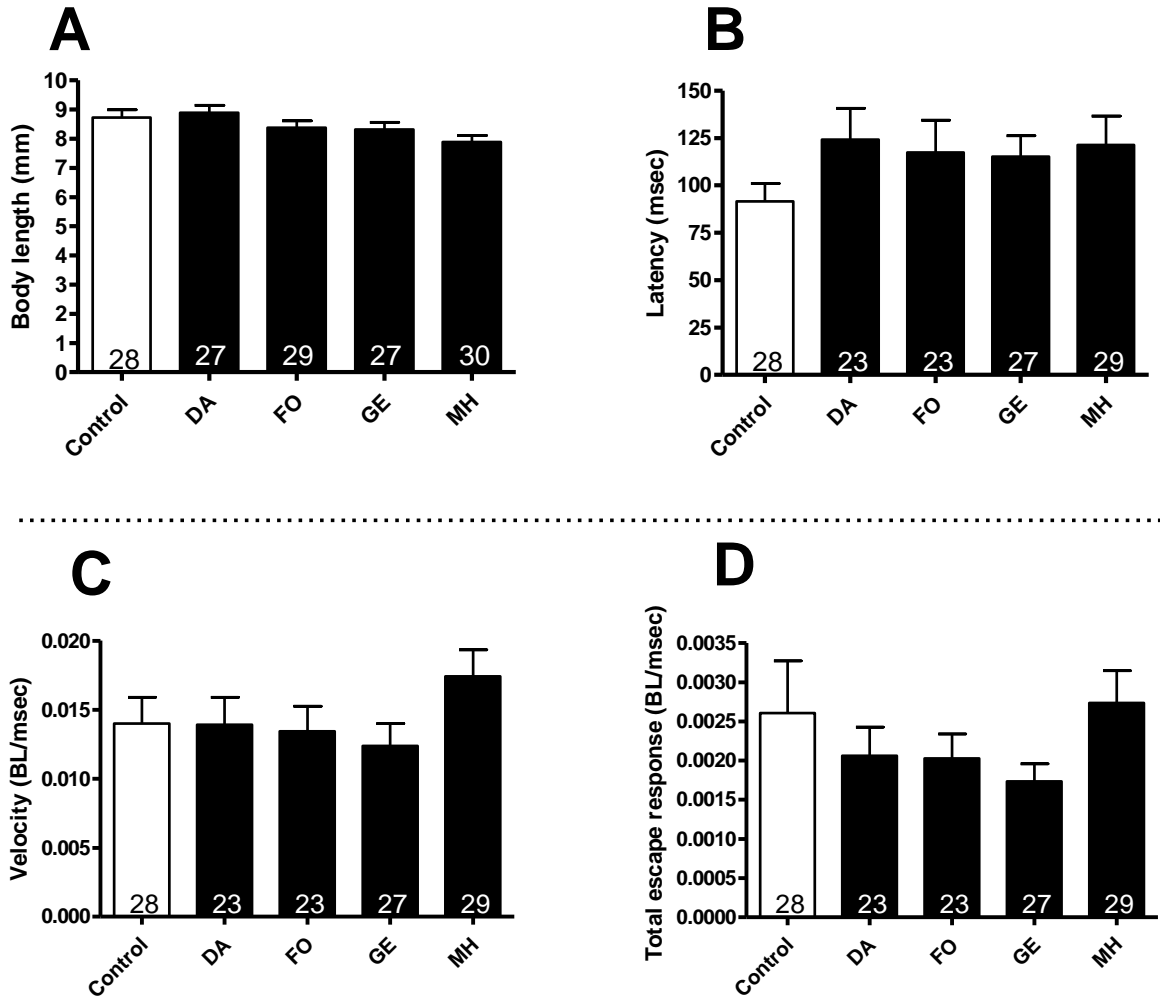 A
Body length (mm)
10
9
8
7
6
5
4
3
2
1
0
28
27
29
27
30
Control
DA
FO
GE
MH
B
Latency (msec)
150
125
100
75
50
25
0
28
23
23
27
29
Control
DA
FO
GE
MH
C
Velocity (BL/msec)
0.020
0.015
0.010
0.005
0.000
28
23
23
27
29
Control
DA
FO
GE
MH
D
Total escape response (BL/msec)
0.0035
0.0030
0.0025
0.0020
0.0015
0.0010
0.0005
0.0000
28
23
23
27
29
Control
DA
FO
GE
MH